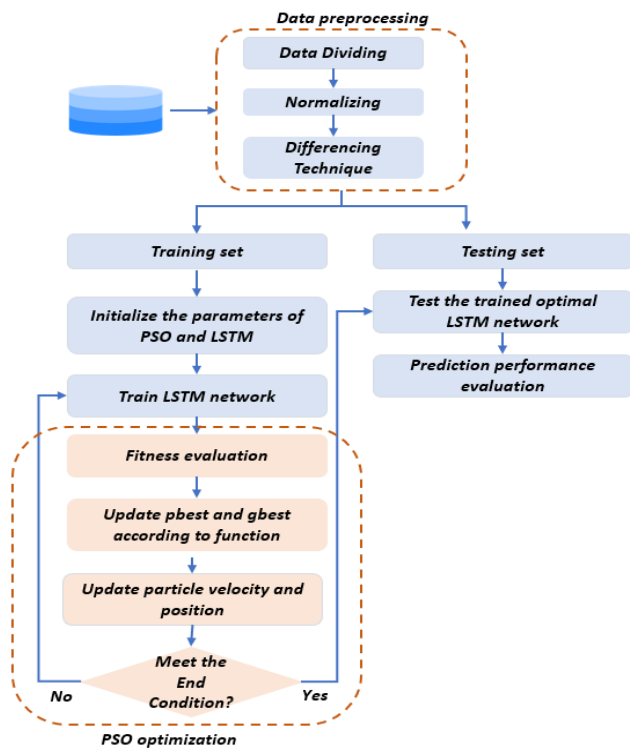 Data preprocessing
Data Dividing
Normalizing
Differencing
Technique
Training set
Testing set
Initialize the parameters of
PSO and LSTM
Test the trained optimal
LSTM network
Train LSTM network
Prediction performance
evaluation
Fitness evaluation
Update pbest and gbest
according to function
Update particle velocity and
position
Meet the
End
Condition?
No
Yes
PSO optimization